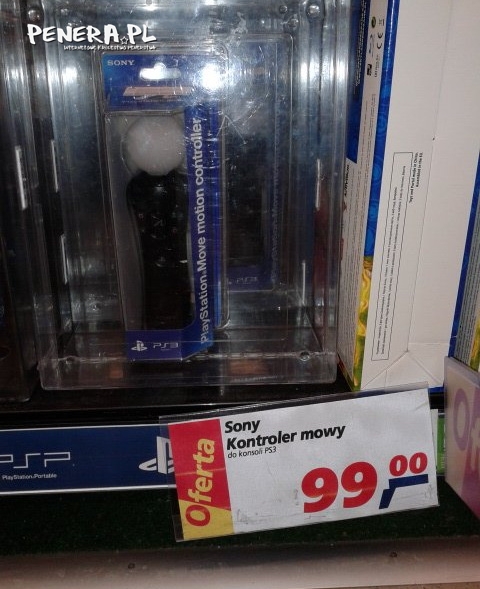 PENERA.PL
SONY
PlayStation.Move motion controller
PS3
PSP
PlayStation.Portable
Oferta
Sony
Kontroler mowy
do konsoli PS3
99 00